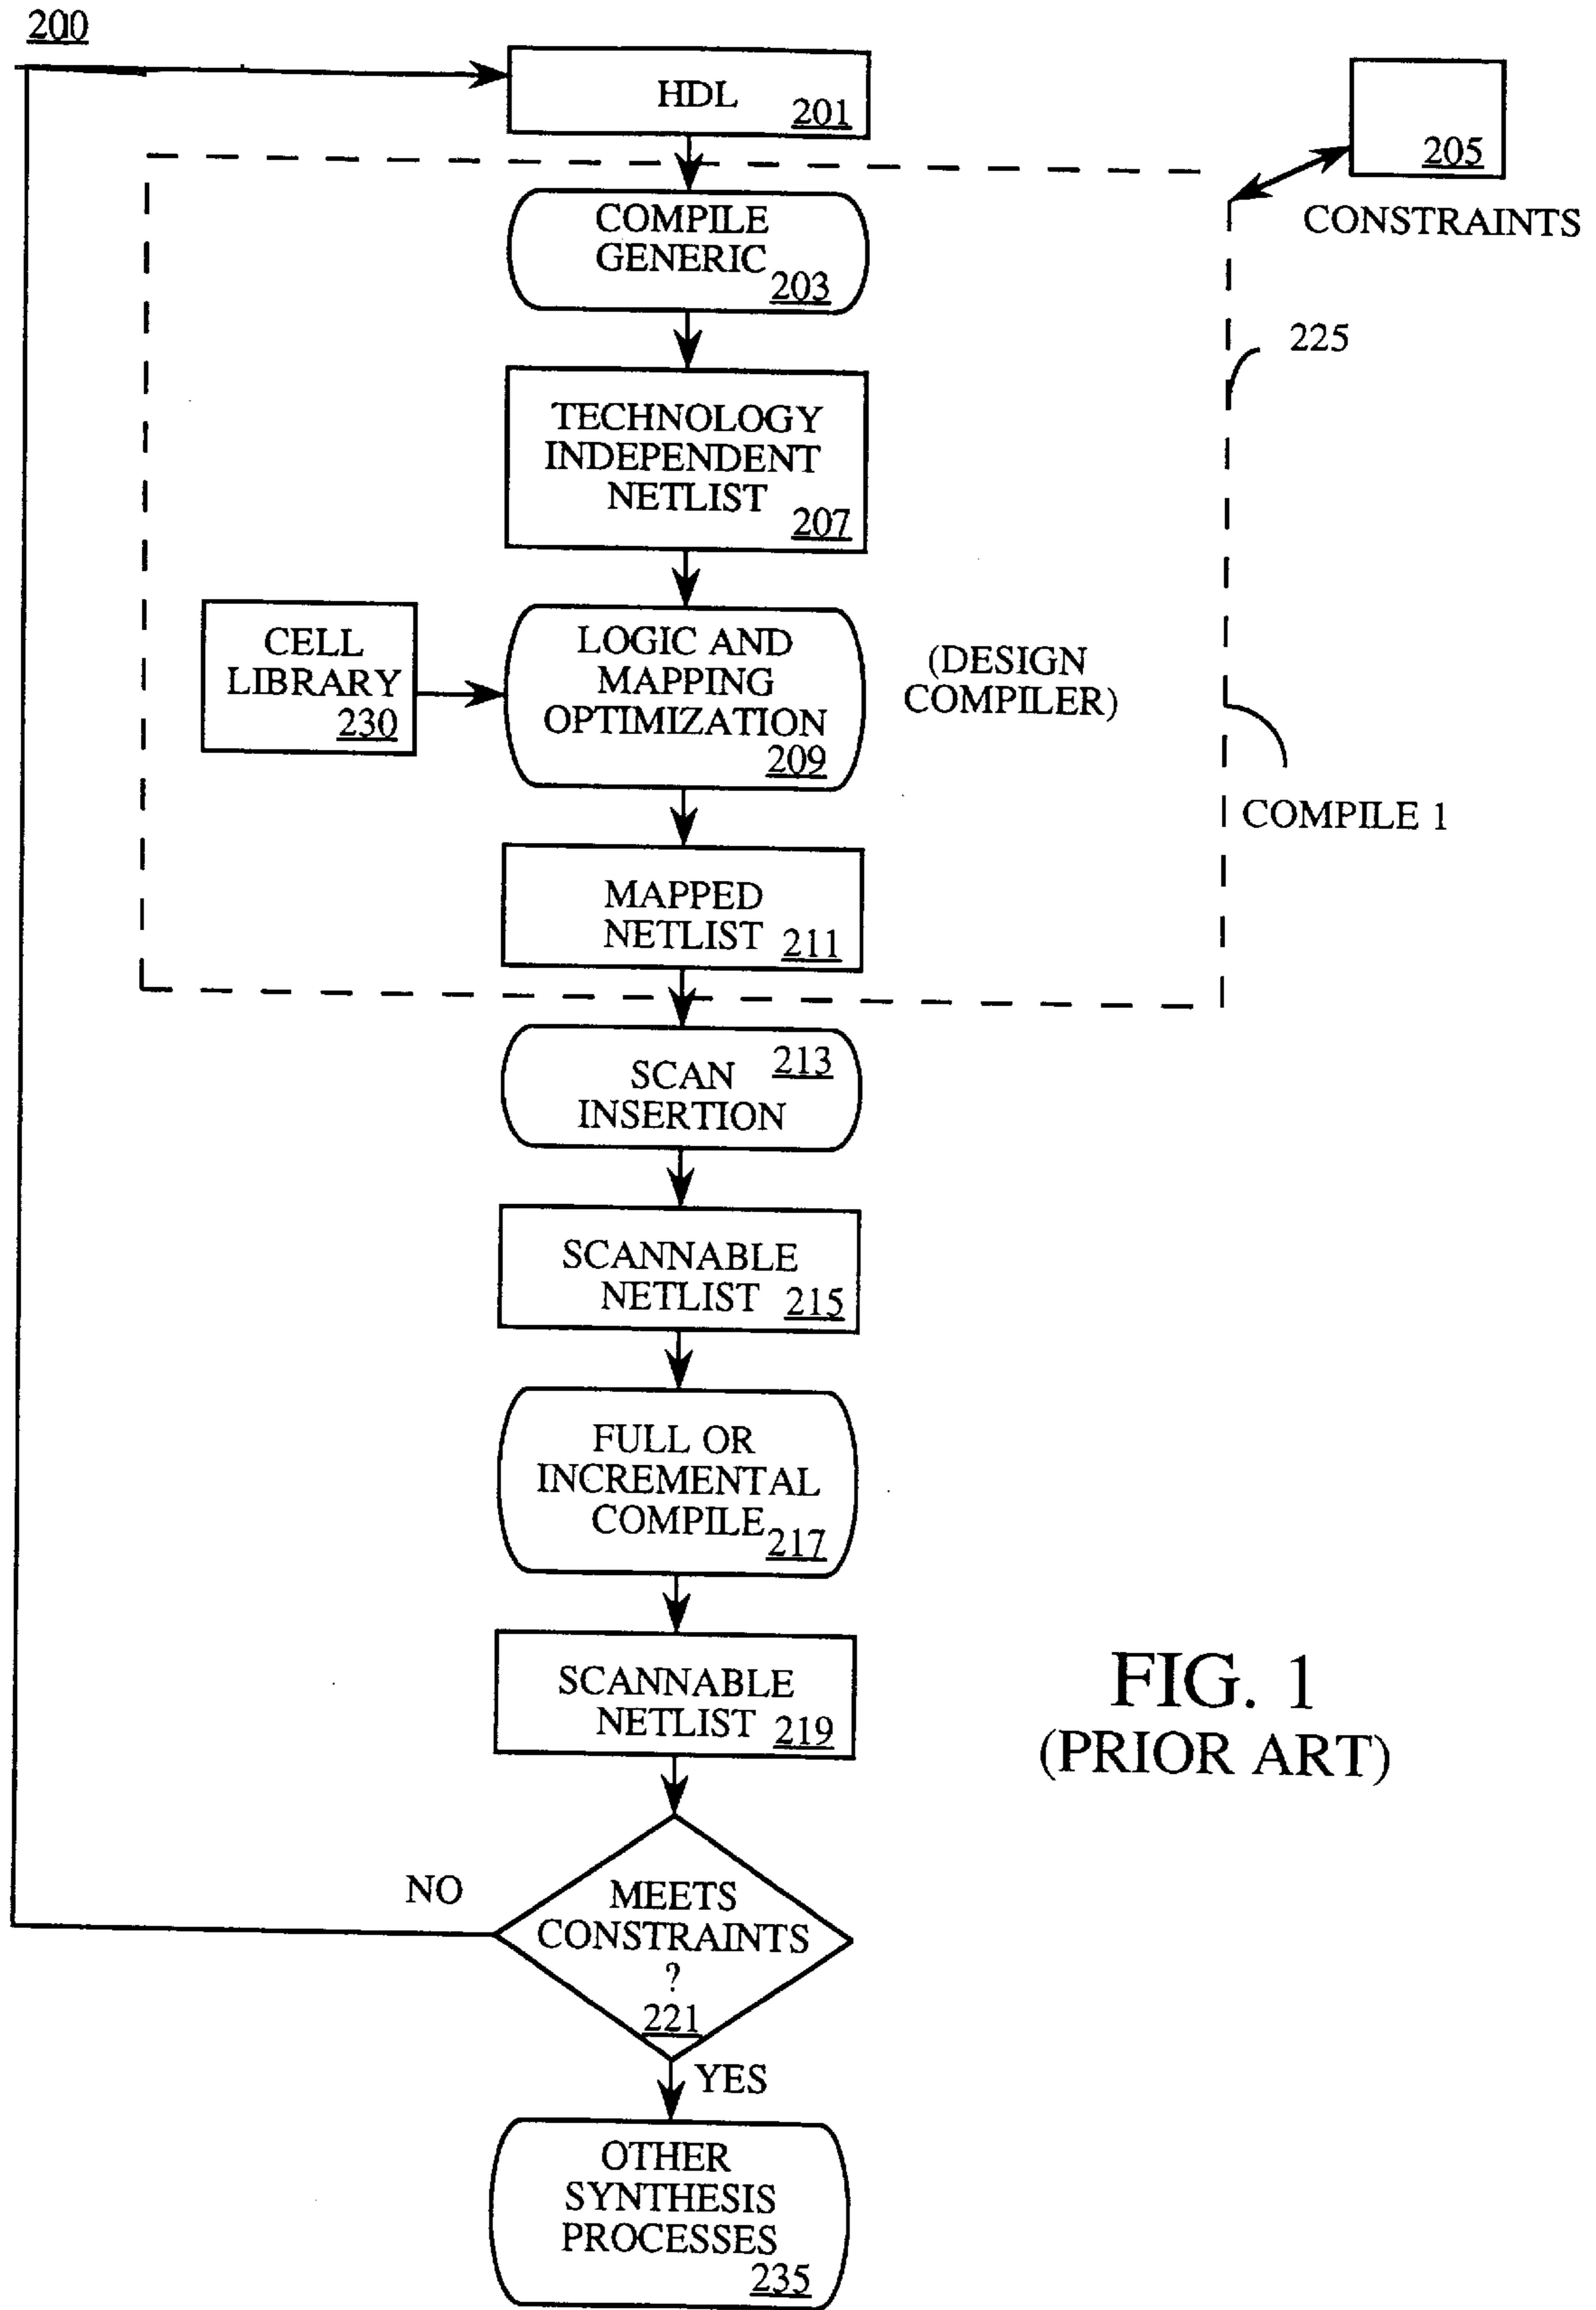 200
HDL
201
205
CONSTRAINTS
COMPILE
GENERIC
203
225
TECHNOLOGY
INDEPENDENT
NETLIST
207
CELL
LIBRARY
230
LOGIC AND
MAPPING
OPTIMIZATION
209
(DESIGN
COMPILER)
COMPILE 1
MAPPED
NETLIST 211
213
SCAN
INSERTION
SCANNABLE
NETLIST 215
FULL OR
INCREMENTAL
COMPILE 217
SCANNABLE
NETLIST 219
FIG. 1
(PRIOR ART)
NO
MEETS
CONSTRAINTS
?
221
YES
OTHER
SYNTHESIS
PROCESSES
235